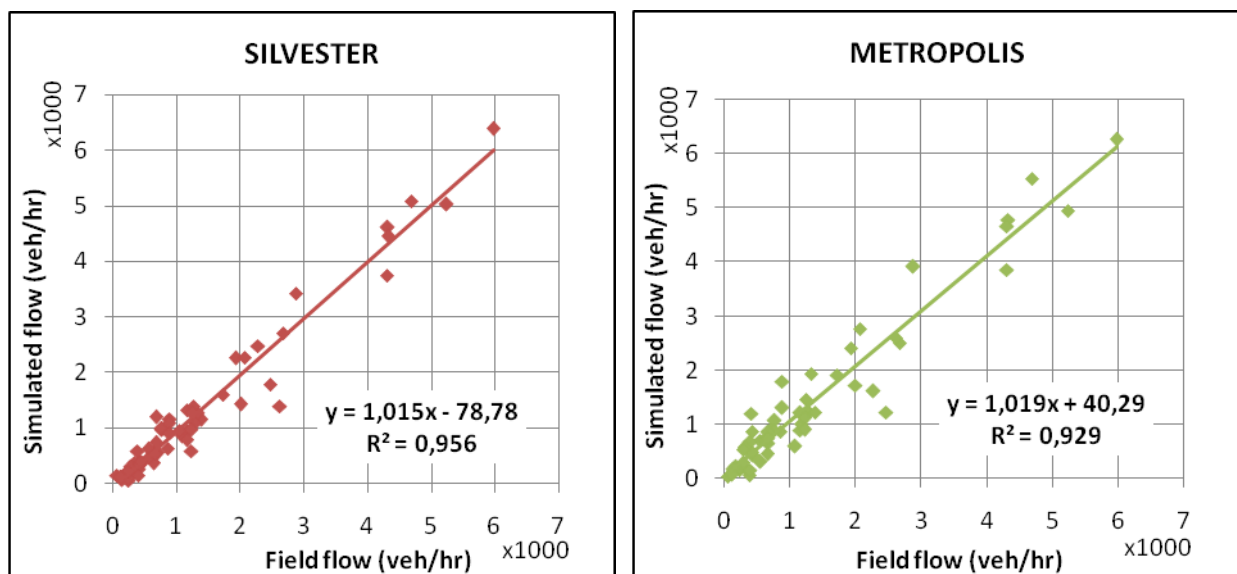 SILVESTER
x1000
Simulated flow (veh/hr)
7
6
5
4
3
2
1
0
y = 1,015x - 78,78
R² = 0,956
0 1 2 3 4 5 6 7
Field flow (veh/hr)
x1000
METROPOLIS
x1000
Simulated flow (veh/hr)
7
6
5
4
3
2
1
0
y = 1,019x + 40,29
R² = 0,929
0 1 2 3 4 5 6 7
Field flow (veh/hr)
x1000